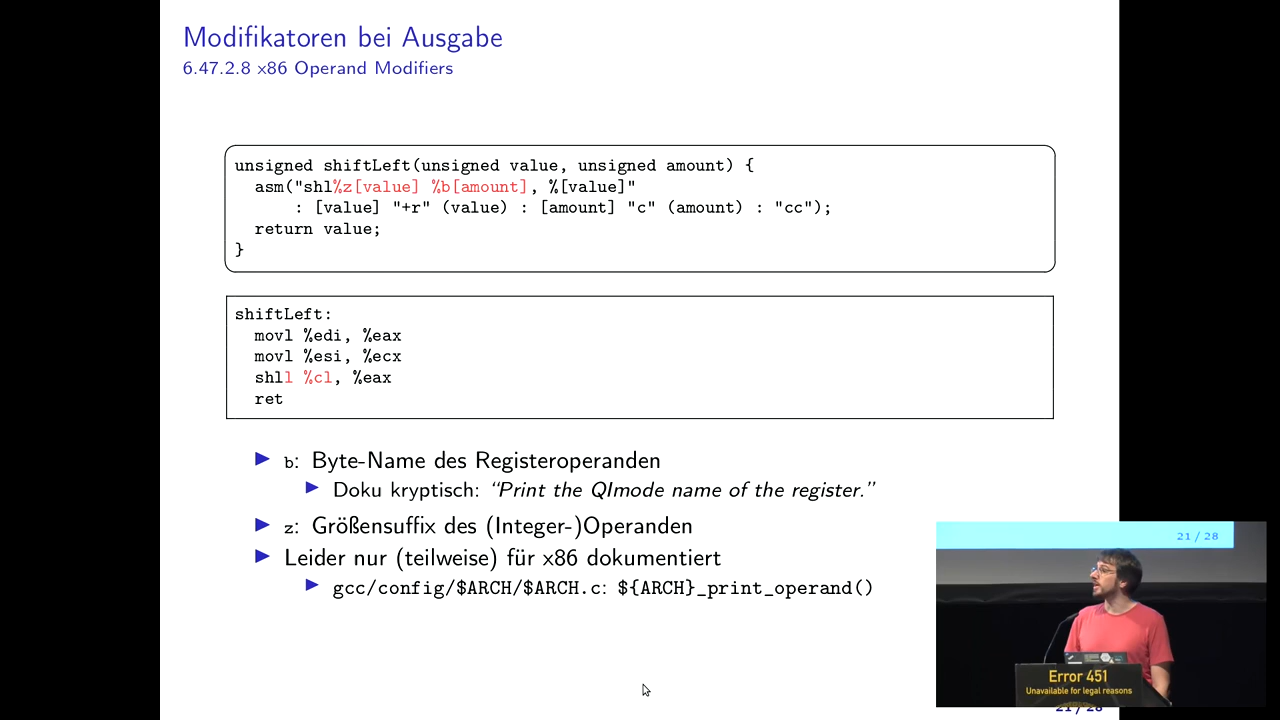 Modifikatoren bei Ausgabe
6.47.2.8 x86 Operand Modifiers
unsigned shiftLeft(unsigned value, unsigned amount) {
  asm("shl%z[value] %b[amount], %[value]"
      : [value] "+r" (value) : [amount] "c" (amount) : "cc");
  return value;
}
shiftLeft:
  movl %edi, %eax
  movl %esi, %ecx
  shll %cl, %eax
  ret
▶ b: Byte-Name des Registeroperanden
▶ Doku kryptisch: “Print the QImode name of the register.”
▶ z: Größensuffix des (Integer-)Operanden
▶ Leider nur (teilweise) für x86 dokumentiert
▶ gcc/config/$ARCH/$ARCH.c: ${ARCH}_print_operand()
21 / 28
Error 451
Unavailable for legal reasons
21 / 28